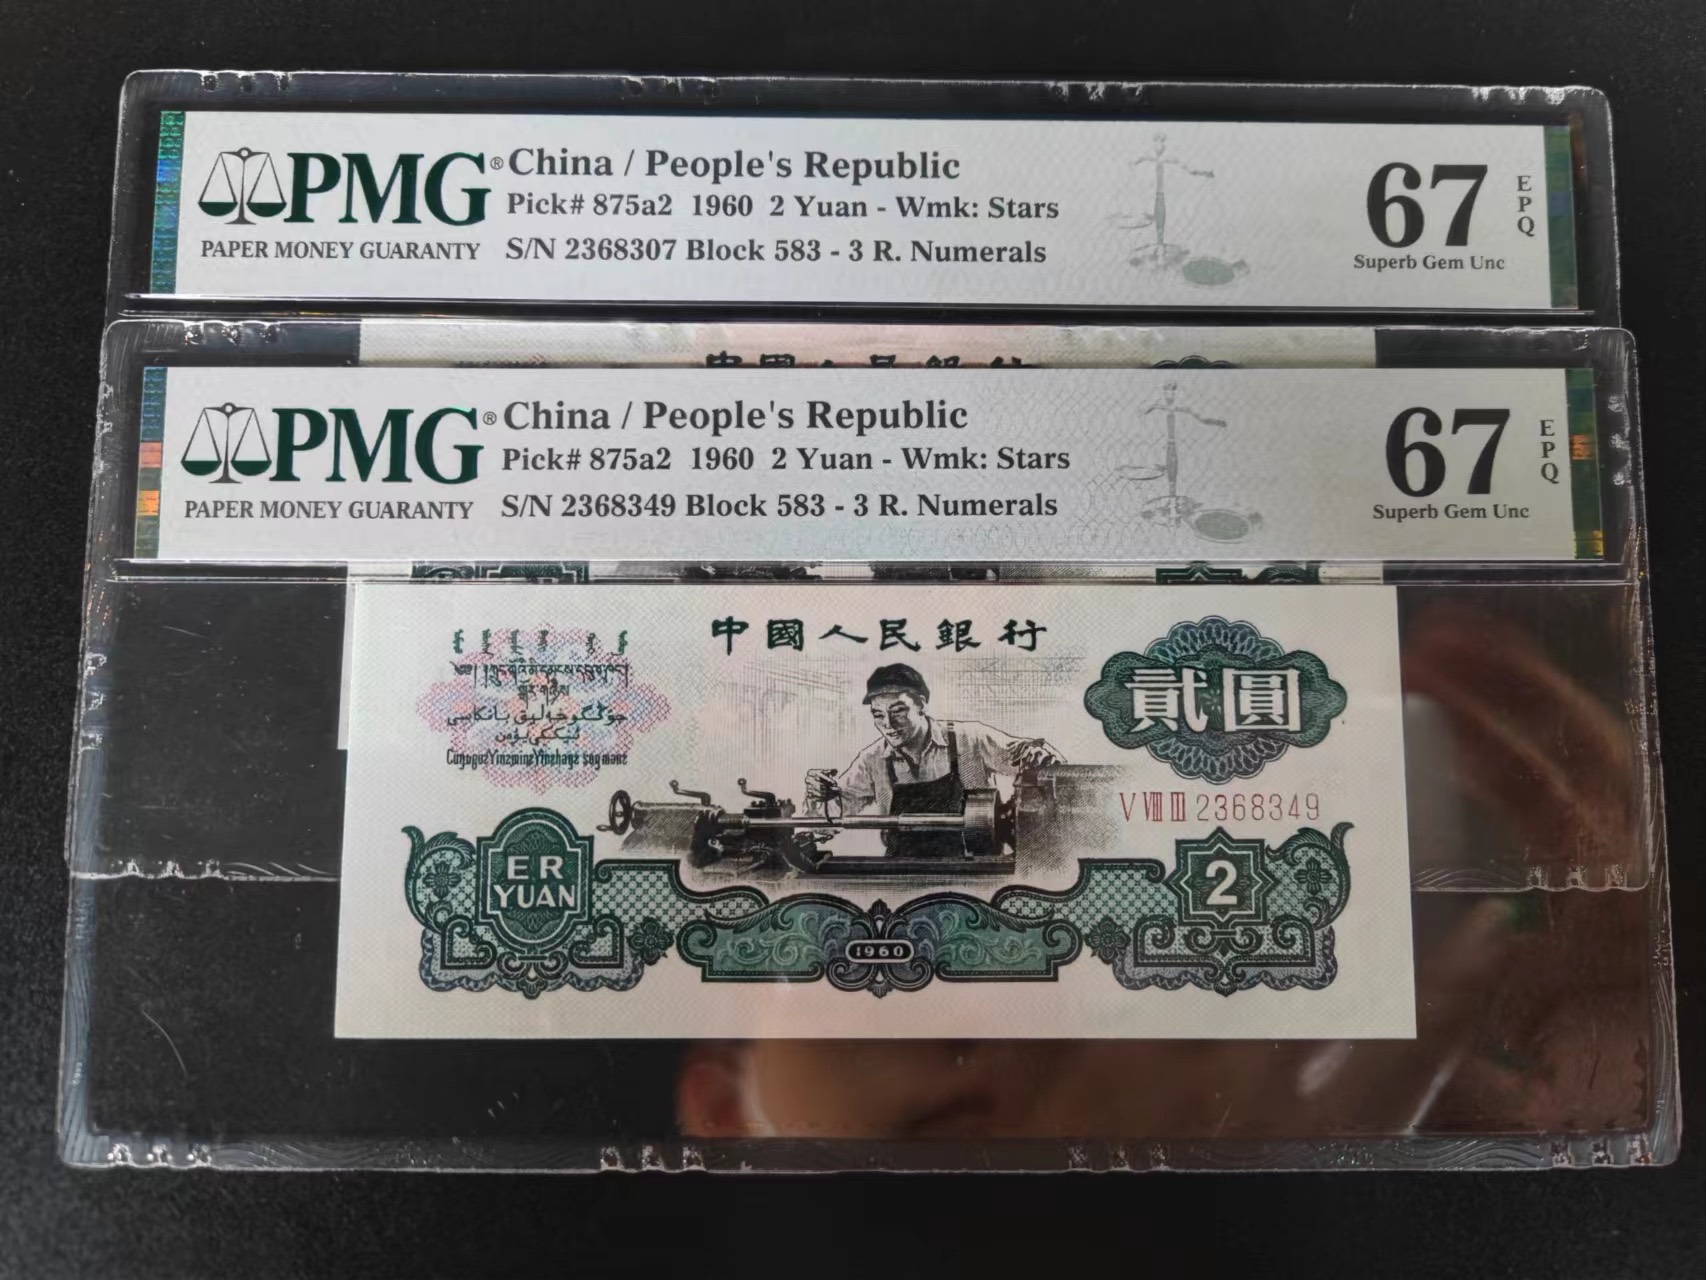 PMG® China / People's Republic
Pick# 875a2 1960 2 Yuan - Wmk: Stars
PAPER MONEY GUARANTY S/N 2368307 Block 583 - 3 R. Numerals
67
EPQ
Superb Gem Unc
PMG® China / People's Republic
Pick# 875a2 1960 2 Yuan - Wmk: Stars
PAPER MONEY GUARANTY S/N 2368349 Block 583 - 3 R. Numerals
67
EPQ
Superb Gem Unc
中國人民銀行
貳圓
Cuŋƣuƨ Yinzminz Yinzhaŋz
V VIII III 2368349
ER
YUAN
2
1960